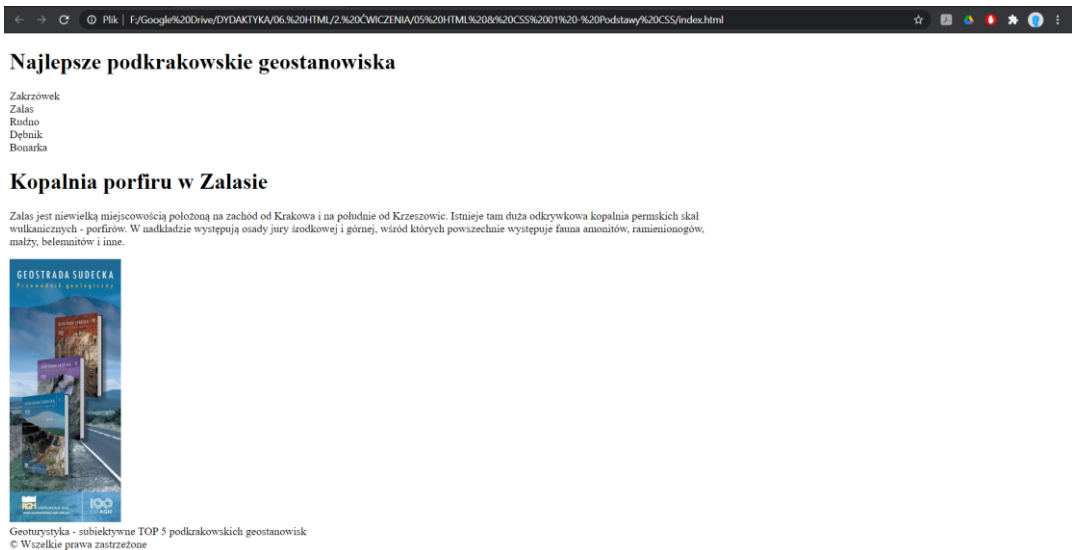 Plik | F:/Google%20Drive/DYDAKTYKA/06.%20HTML/2.%20ĆWICZENIA/05%20HTML%20&%20CSS%2001%20-%20Podstawy%20CSS/index.html
Najlepsze podkrakowskie geostanowiska
Zakrzówek
Zalas
Rudno
Dębnik
Bonarka
Kopalnia porfiru w Zalasie
Zalas jest niewielką miejscowością położoną na zachód od Krakowa i na południe od Krzeszowic. Istnieje tam duża odkrywkowa kopalnia permskich skał
wulkanicznych - porfirów. W nadkładzie występują osady jury środkowej i górnej, wśród których powszechnie występuje fauna amonitów, ramienionogów,
małży, belemnitów i inne.
GEOSTRADA SUDECKA
Przewodnik geologiczny
AGH
100
AGH
Geoturystyka - subiektywne TOP 5 podkrakowskich geostanowisk
© Wszelkie prawa zastrzeżone